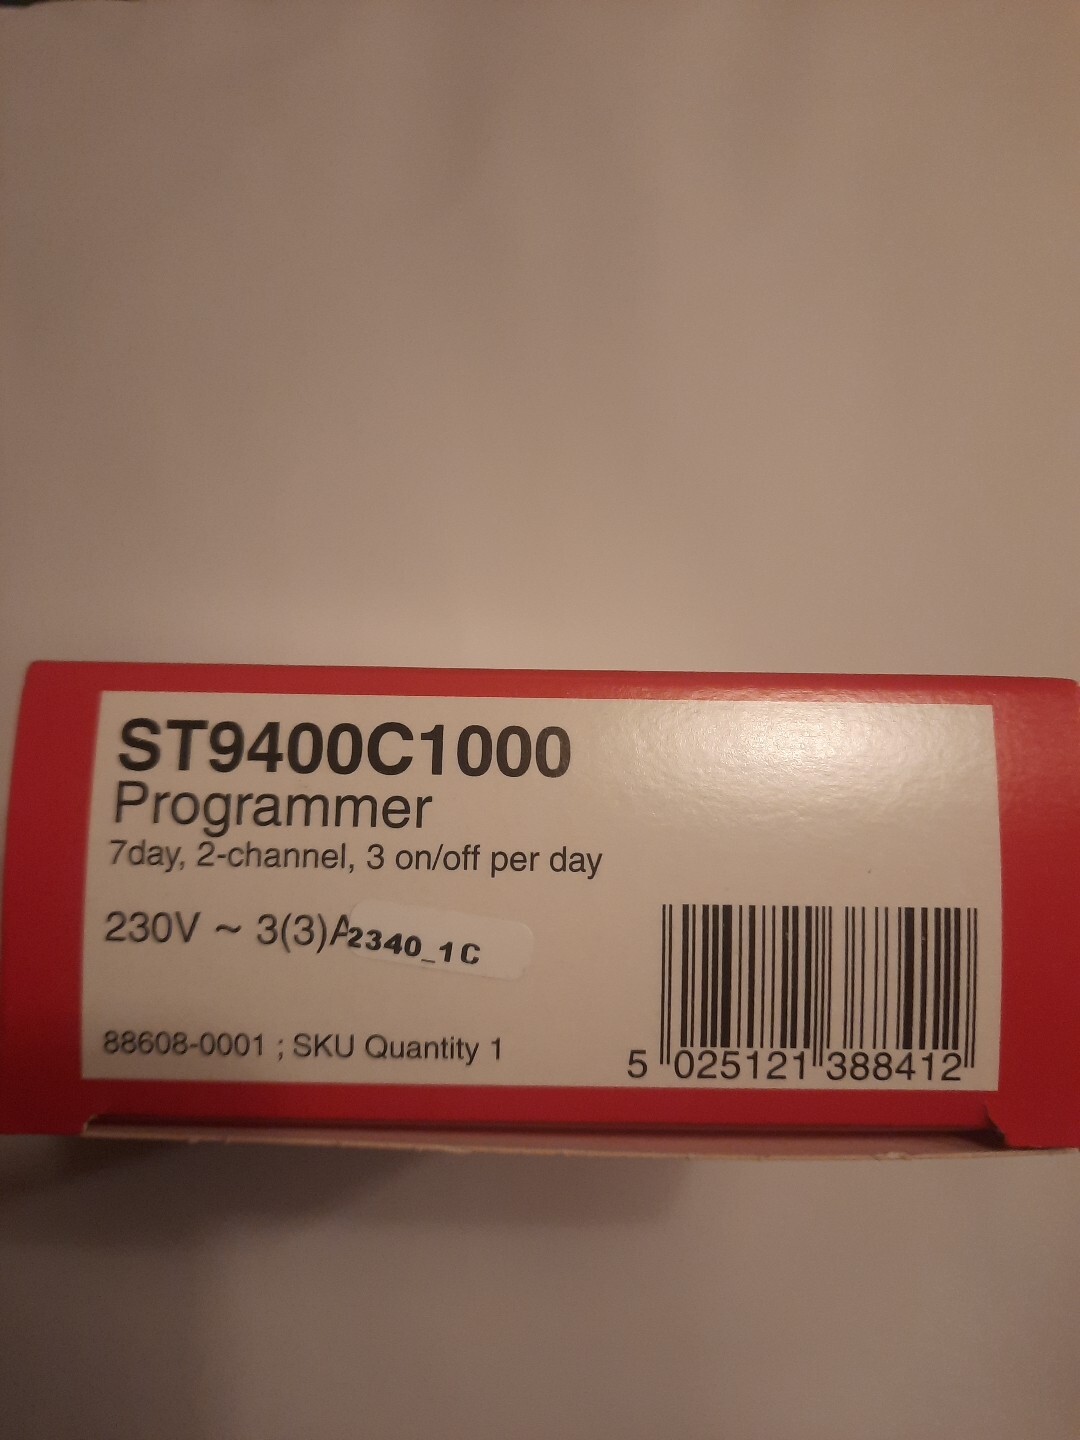 ST9400C1000
Programmer
7day, 2-channel, 3 on/off per day
230V ~ 3(3)A
2340_1C
88608-0001 ; SKU Quantity 1
5 025121 388412